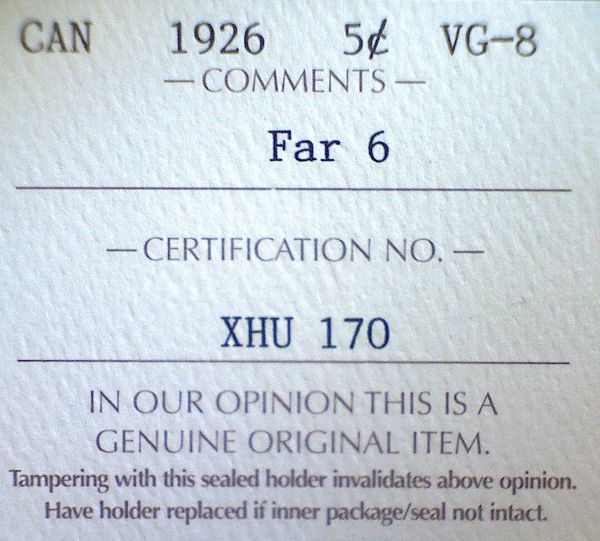 CAN 1926 5¢ VG-8
— COMMENTS —
Far 6
— CERTIFICATION NO. —
XHU 170
IN OUR OPINION THIS IS A
GENUINE ORIGINAL ITEM.
Tampering with this sealed holder invalidates above opinion.
Have holder replaced if inner package/seal not intact.